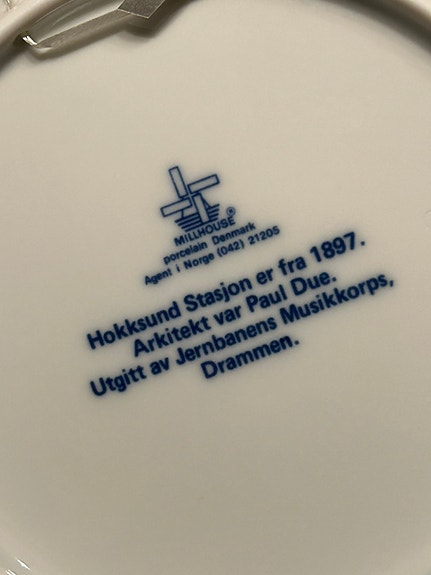 MILLHOUSE®
porcelain Denmark
Agent i Norge (042) 21205
Hokksund Stasjon er fra 1897.
Arkitekt var Paul Due.
Utgitt av Jernbanens Musikkorps,
Drammen.